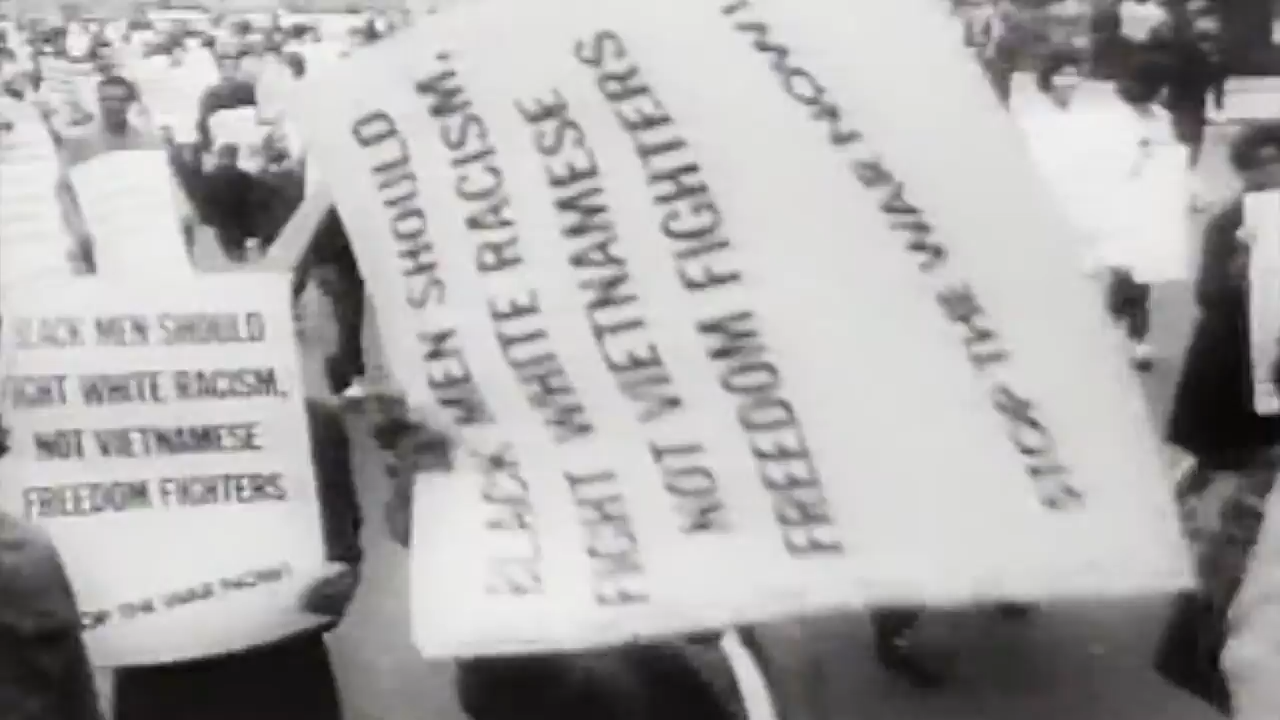 BLACK MEN SHOULD
FIGHT WHITE RACISM,
NOT VIETNAMESE
FREEDOM FIGHTERS
STOP THE WAR NOW!
BLACK MEN SHOULD
FIGHT WHITE RACISM,
NOT VIETNAMESE
FREEDOM FIGHTERS
STOP THE WAR NOW!